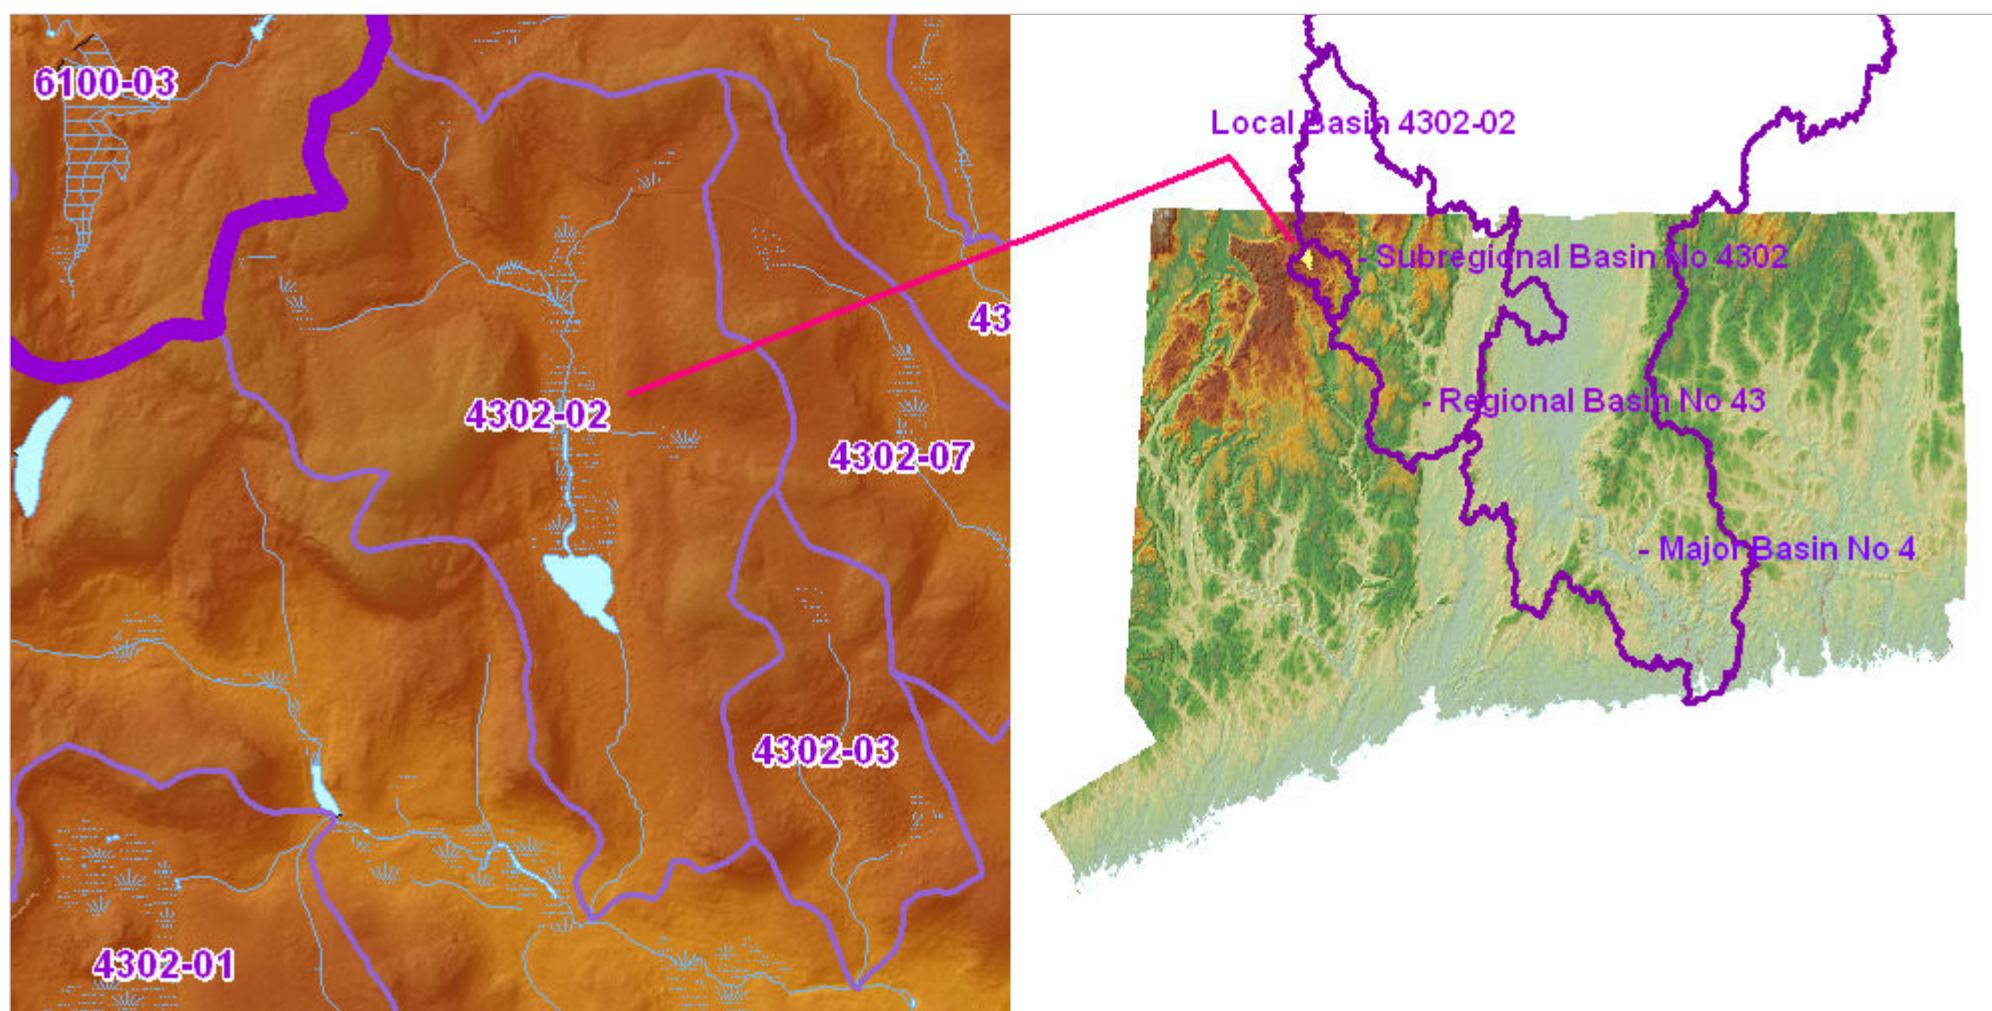 6100-03
43
4302-02
4302-07
4302-03
4302-01
Local Basin 4302-02
- Subregional Basin No 4302
- Regional Basin No 43
- Major Basin No 4